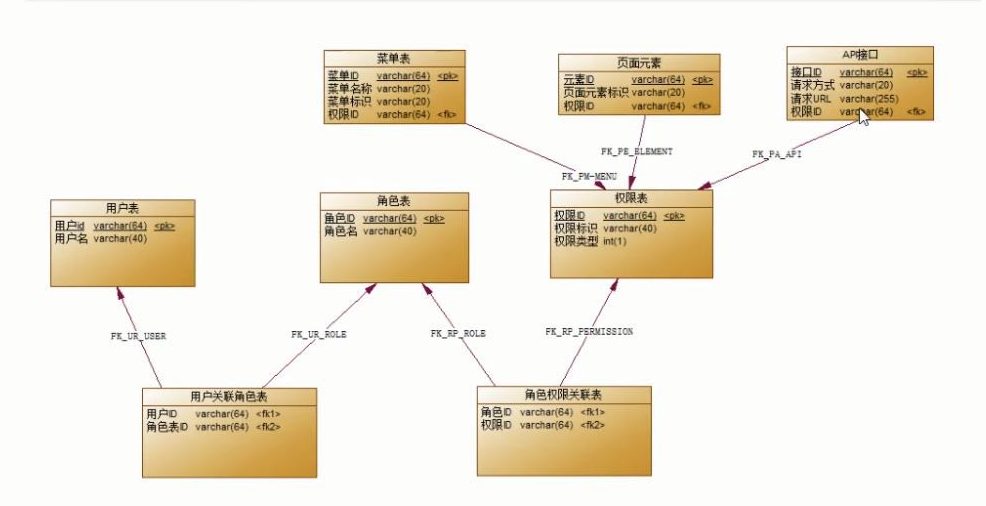 菜单表
菜单ID varchar(64) <pk>
菜单名称 varchar(20)
菜单标识 varchar(20)
权限ID varchar(64) <fk>
页面元素
元素ID varchar(64) <pk>
页面元素标识 varchar(20)
权限ID varchar(64) <fk>
API接口
接口ID varchar(64) <pk>
请求方式 varchar(20)
请求URL varchar(255)
权限ID varchar(64) <fk>
FK_PE_ELEMENT
FK_PA_API
FK_PM-MENU
用户表
用户id varchar(64) <pk>
用户名 varchar(40)
角色表
角色ID varchar(64) <pk>
角色名 varchar(40)
权限表
权限ID varchar(64) <pk>
权限标识 varchar(40)
权限类型 int(1)
FK_UR_USER
FK_UR_ROLE
FK_RP_ROLE
FK_RP_PERMISSION
用户关联角色表
用户ID varchar(64) <fk1>
角色表ID varchar(64) <fk2>
角色权限关联表
角色ID varchar(64) <fk1>
权限ID varchar(64) <fk2>